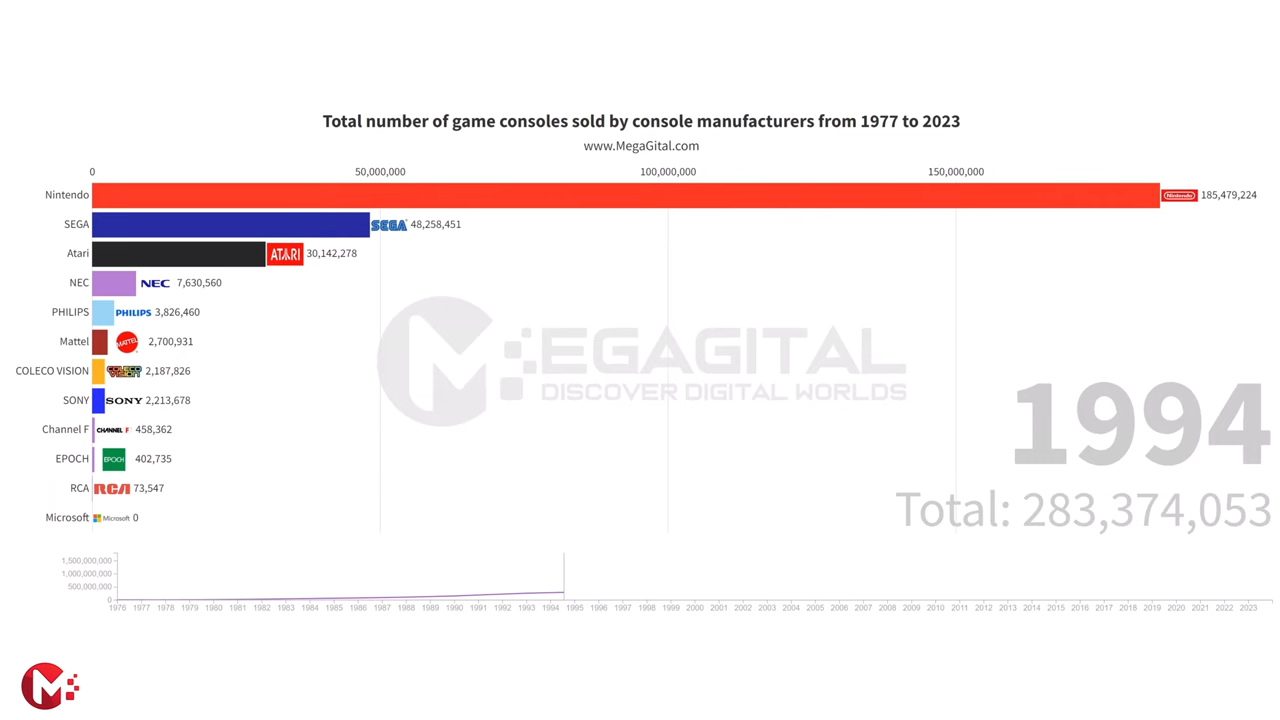 Total number of game consoles sold by console manufacturers from 1977 to 2023
www.MegaGital.com
0 50,000,000 100,000,000 150,000,000
Nintendo Nintendo 185,479,224
SEGA SEGA 48,258,451
Atari ATARI 30,142,278
NEC NEC 7,630,560
PHILIPS PHILIPS 3,826,460
Mattel MATTEL 2,700,931
COLECO VISION COLECO VISION 2,187,826
SONY SONY 2,213,678
Channel F CHANNEL F 458,362
EPOCH EPOCH 402,735
RCA RCA 73,547
Microsoft Microsoft 0
MEGAGITAL
DISCOVER DIGITAL WORLDS
1994
Total: 283,374,053
1,500,000,000
1,000,000,000
500,000,000
0
1976 1977 1978 1979 1980 1981 1982 1983 1984 1985 1986 1987 1988 1989 1990 1991 1992 1993 1994 1995 1996 1997 1998 1999 2000 2001 2002 2003 2004 2005 2006 2007 2008 2009 2010 2011 2012 2013 2014 2015 2016 2017 2018 2019 2020 2021 2022 2023
M